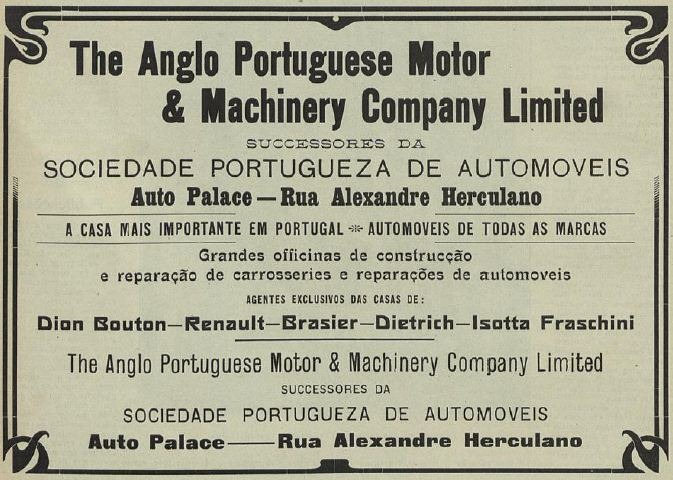 The Anglo Portuguese Motor
& Machinery Company Limited
SUCCESSORES DA
SOCIEDADE PORTUGUEZA DE AUTOMOVEIS
Auto Palace — Rua Alexandre Herculano
A CASA MAIS IMPORTANTE EM PORTUGAL ※ AUTOMOVEIS DE TODAS AS MARCAS
Grandes officinas de construcção
e reparação de carrosseries e reparações de automoveis
AGENTES EXCLUSIVOS DAS CASAS DE:
Dion Bouton—Renault—Brasier—Dietrich—Isotta Fraschini
The Anglo Portuguese Motor & Machinery Company Limited
SUCCESSORES DA
SOCIEDADE PORTUGUEZA DE AUTOMOVEIS
Auto Palace — Rua Alexandre Herculano